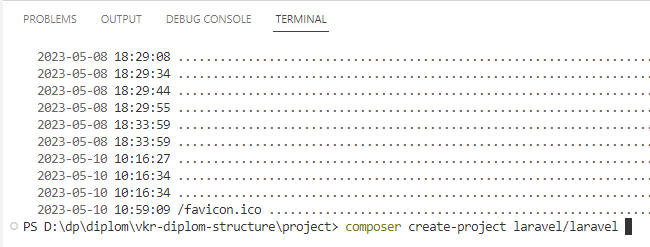 PROBLEMS OUTPUT DEBUG CONSOLE TERMINAL
2023-05-08 18:29:08 ................................................................
2023-05-08 18:29:34 ................................................................
2023-05-08 18:29:44 ................................................................
2023-05-08 18:29:55 ................................................................
2023-05-08 18:33:59 ................................................................
2023-05-08 18:33:59 ................................................................
2023-05-10 10:16:27 ................................................................
2023-05-10 10:16:34 ................................................................
2023-05-10 10:16:34 ................................................................
2023-05-10 10:59:09 /favicon.ico ...................................................
PS D:\dp\diplom\vkr-diplom-structure\project> composer create-project laravel/laravel